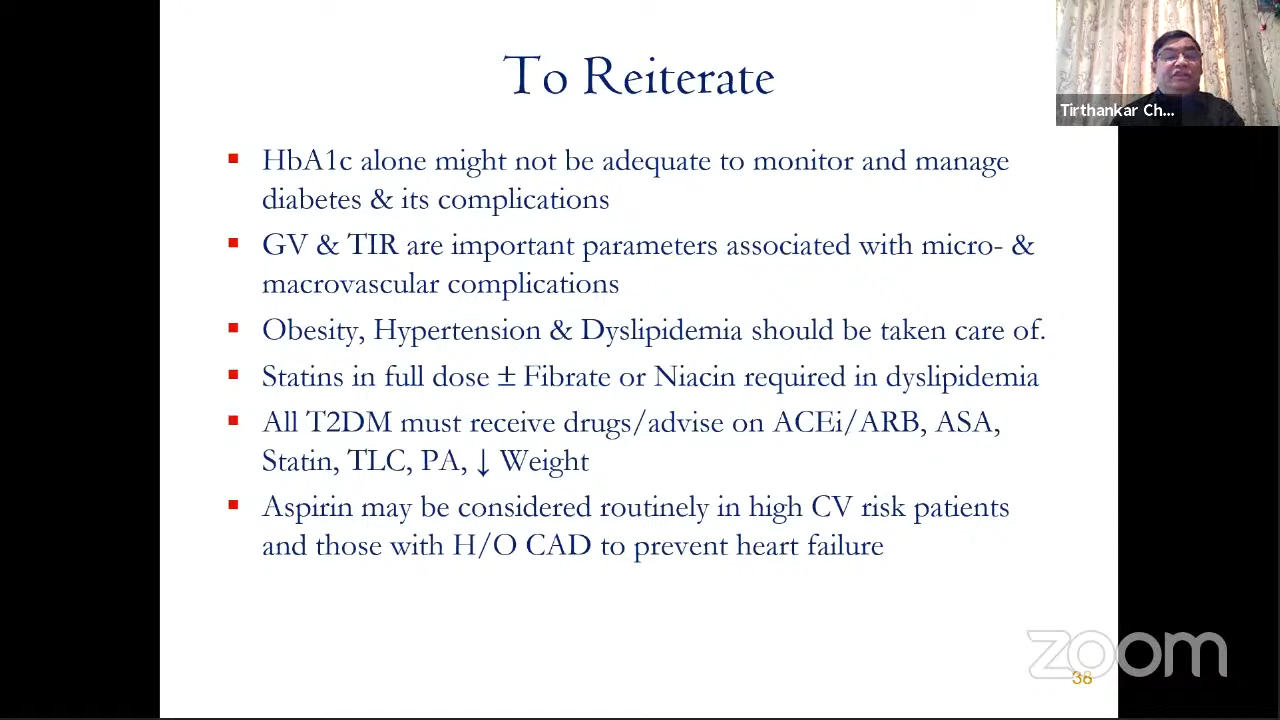 To Reiterate
Tirthankar Ch...
HbA1c alone might not be adequate to monitor and manage
diabetes & its complications
GV & TIR are important parameters associated with micro- &
macrovascular complications
Obesity, Hypertension & Dyslipidemia should be taken care of.
Statins in full dose ± Fibrate or Niacin required in dyslipidemia
All T2DM must receive drugs/advise on ACEi/ARB, ASA,
Statin, TLC, PA, ↓ Weight
Aspirin may be considered routinely in high CV risk patients
and those with H/O CAD to prevent heart failure
zoom
38